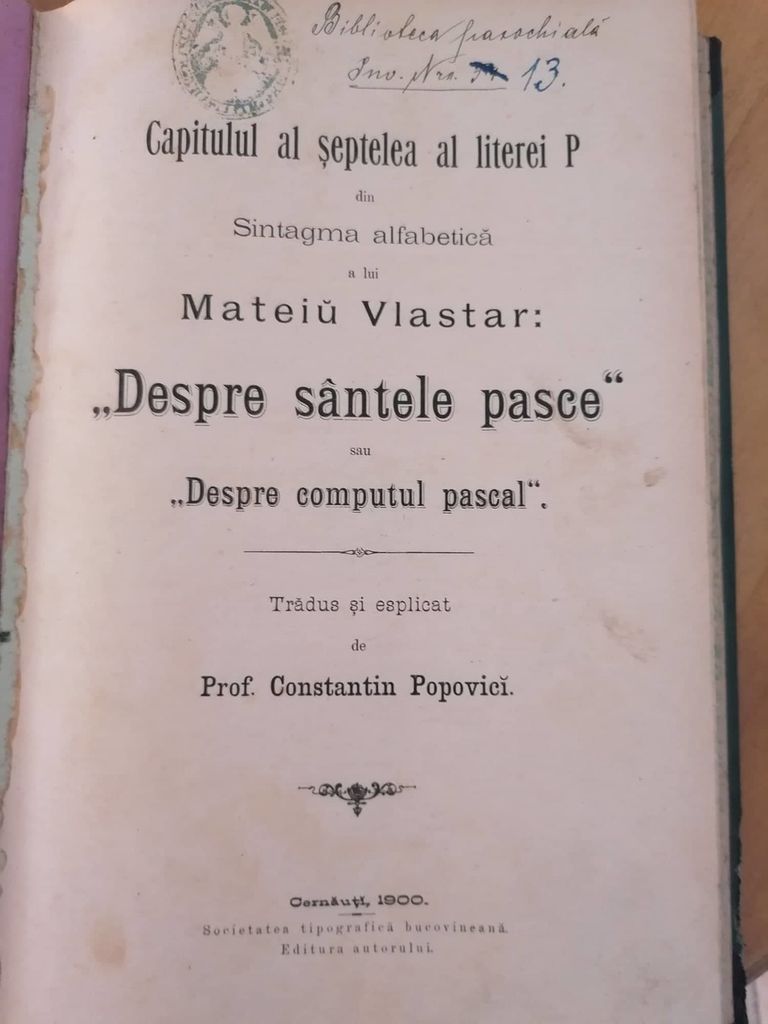 Biblioteca parochială
Inv. Nro. 13.
Capitulul al șeptelea al literei P
din
Sintagma alfabetică
a lui
Mateiŭ Vlastar:
„Despre sântele pasce“
sau
„Despre computul pascal“.
Trădus și esplicat
de
Prof. Constantin Popovicĭ.
Cernăuțĭ, 1900.
Societatea tipografică bucovineană.
Editura autorului.